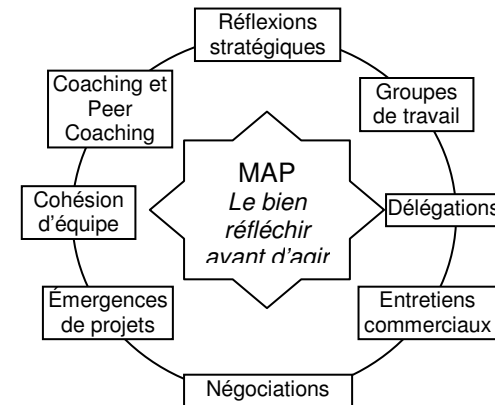 Réflexions
stratégiques
Coaching et
Peer
Coaching
Groupes
de travail
MAP
Le bien
réfléchir
avant d'agir
Cohésion
d'équipe
Délégations
Émergences
de projets
Entretiens
commerciaux
Négociations